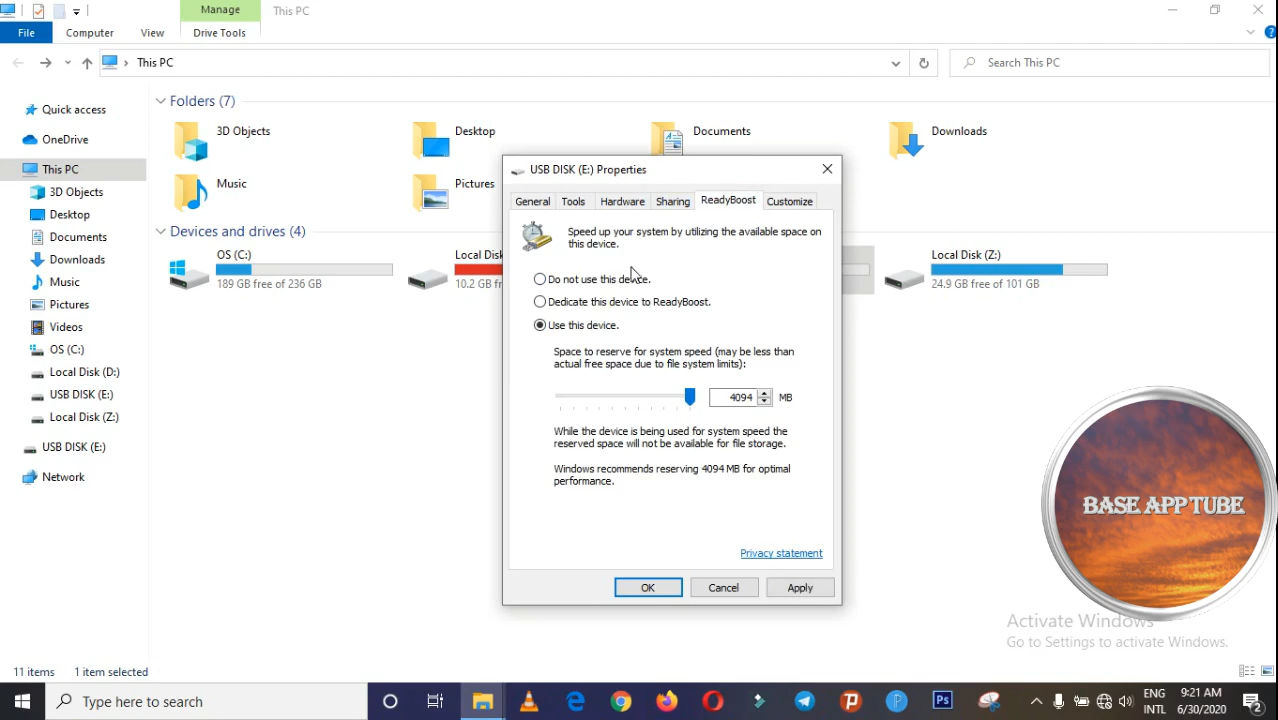 Manage
This PC
File
Computer
View
Drive Tools
This PC
Search This PC
Quick access
OneDrive
This PC
3D Objects
Desktop
Documents
Downloads
Music
Pictures
Videos
OS (C:)
Local Disk (D:)
USB DISK (E:)
Local Disk (Z:)
USB DISK (E:)
Network
Folders (7)
3D Objects
Desktop
Documents
Downloads
Music
Pictures
Devices and drives (4)
OS (C:)
189 GB free of 236 GB
Local Disk
10.2 GB fr
Local Disk (Z:)
24.9 GB free of 101 GB
USB DISK (E:) Properties
General
Tools
Hardware
Sharing
ReadyBoost
Customize
Speed up your system by utilizing the available space on
this device.
Do not use this device.
Dedicate this device to ReadyBoost.
Use this device.
Space to reserve for system speed (may be less than
actual free space due to file system limits):
4094 MB
While the device is being used for system speed the
reserved space will not be available for file storage.
Windows recommends reserving 4094 MB for optimal
performance.
Privacy statement
OK
Cancel
Apply
BASE APP TUBE
Activate Windows
Go to Settings to activate Windows.
11 items
1 item selected
Type here to search
Ps
ENG
INTL
9:21 AM
6/30/2020
2